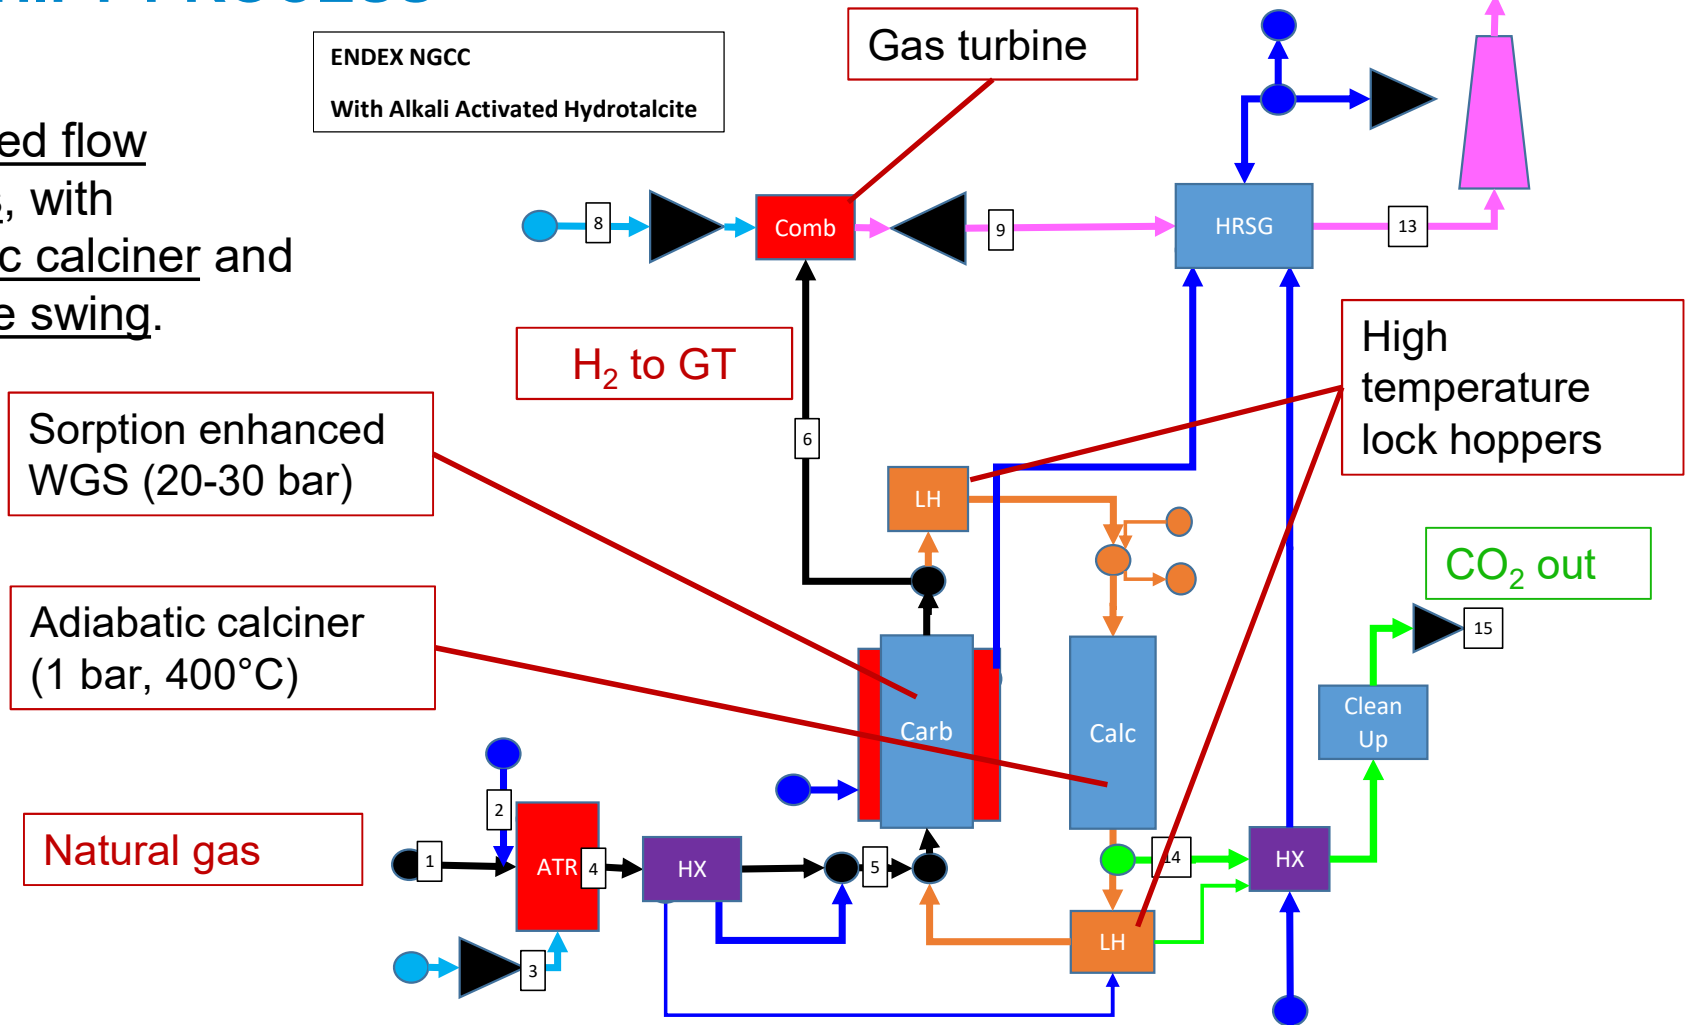 ENDEX NGCC
With Alkali Activated Hydrotalcite
Gas turbine
ed flow
, with
c calciner and
e swing.
8
Comb
9
HRSG
13
H₂ to GT
High
temperature
lock hoppers
6
Sorption enhanced
WGS (20-30 bar)
LH
CO₂ out
Adiabatic calciner
(1 bar, 400°C)
15
Carb
Calc
Clean
Up
2
Natural gas
1
ATR
4
HX
5
14
HX
LH
3